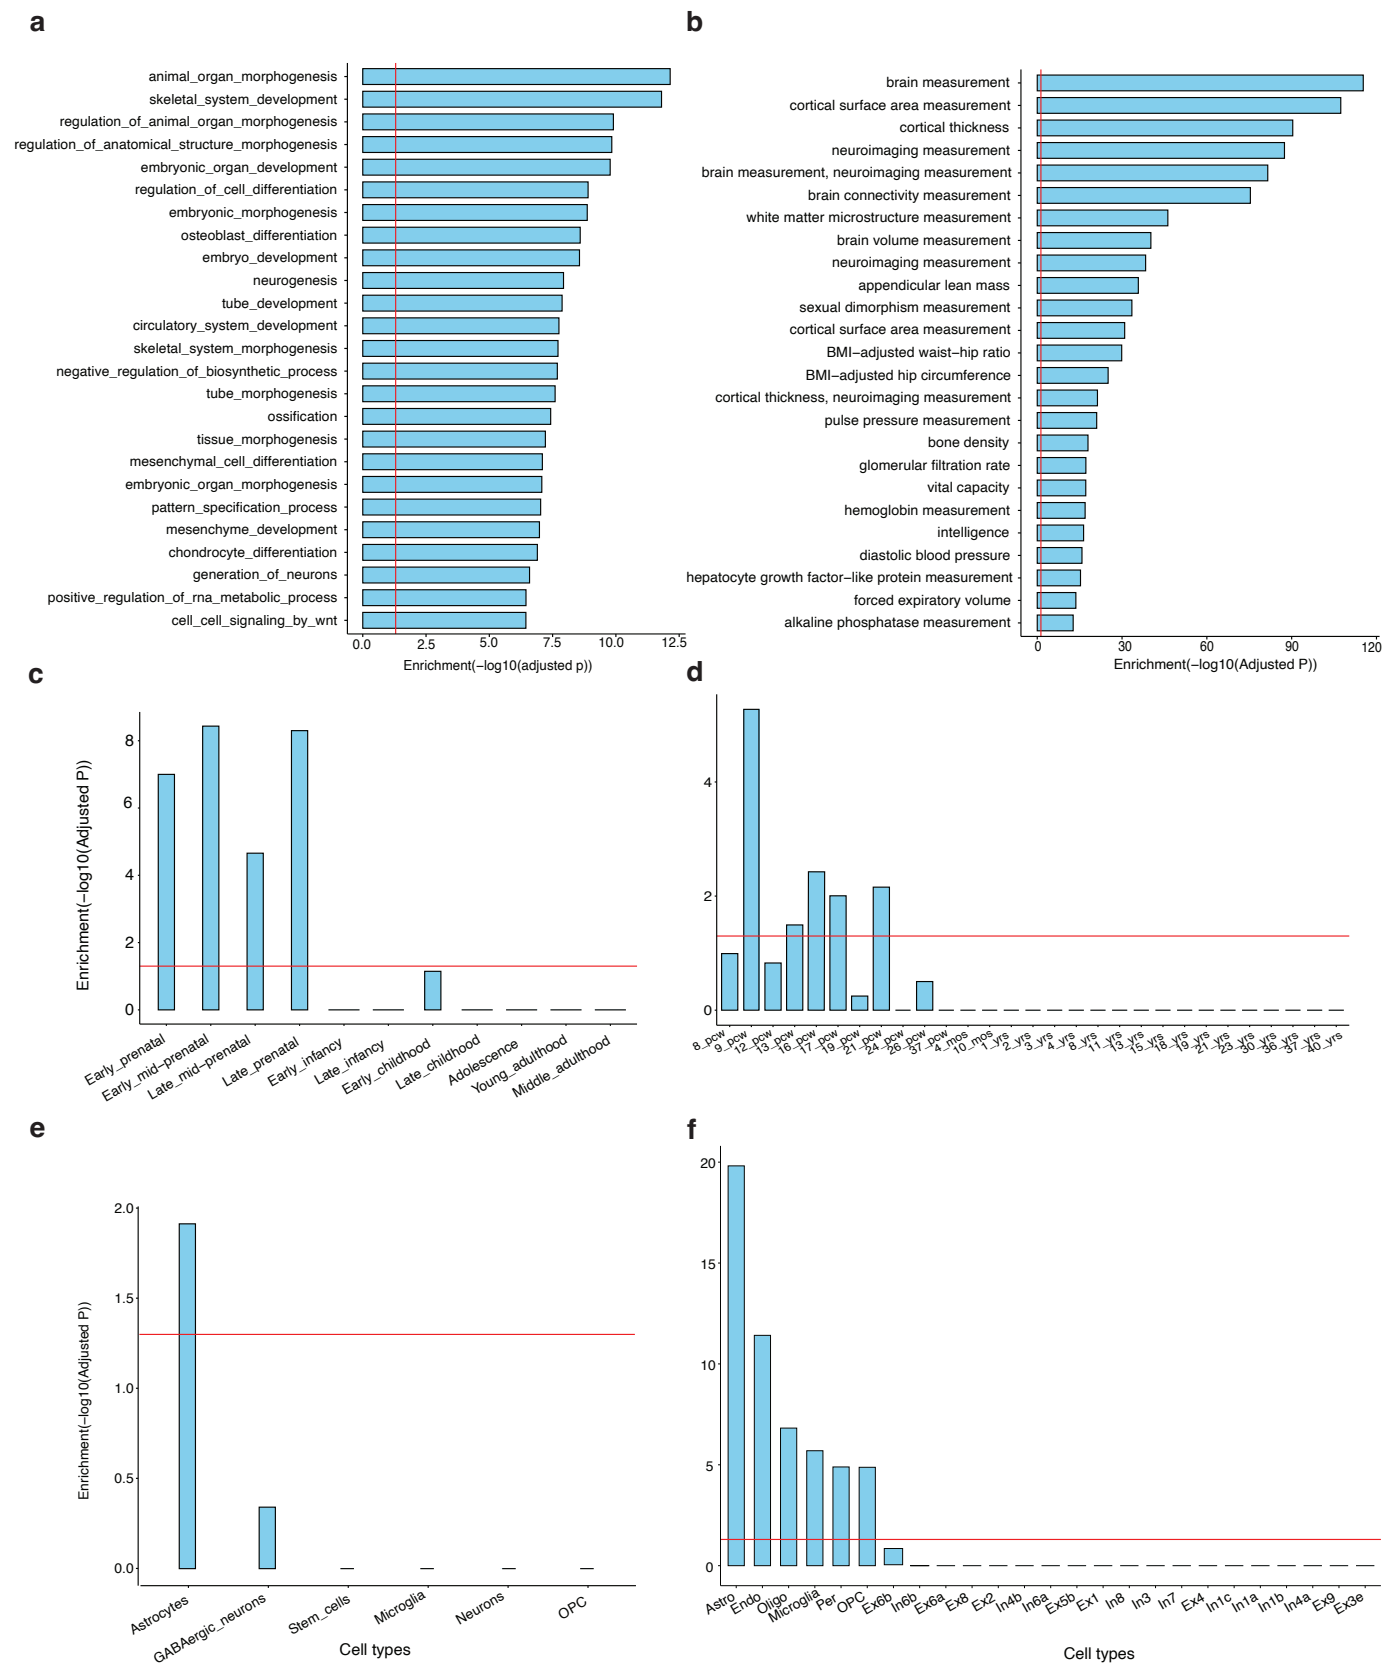 a
animal_organ_morphogenesis
skeletal_system_development
regulation_of_animal_organ_morphogenesis
regulation_of_anatomical_structure_morphogenesis
embryonic_organ_development
regulation_of_cell_differentiation
embryonic_morphogenesis
osteoblast_differentiation
embryo_development
neurogenesis
tube_development
circulatory_system_development
skeletal_system_morphogenesis
negative_regulation_of_biosynthetic_process
tube_morphogenesis
ossification
tissue_morphogenesis
mesenchymal_cell_differentiation
embryonic_organ_morphogenesis
pattern_specification_process
mesenchyme_development
chondrocyte_differentiation
generation_of_neurons
positive_regulation_of_rna_metabolic_process
cell_cell_signaling_by_wnt
0.0 2.5 5.0 7.5 10.0 12.5
Enrichment(−log10(adjusted p))
b
brain measurement
cortical surface area measurement
cortical thickness
neuroimaging measurement
brain measurement, neuroimaging measurement
brain connectivity measurement
white matter microstructure measurement
brain volume measurement
neuroimaging measurement
appendicular lean mass
sexual dimorphism measurement
cortical surface area measurement
BMI−adjusted waist−hip ratio
BMI−adjusted hip circumference
cortical thickness, neuroimaging measurement
pulse pressure measurement
bone density
glomerular filtration rate
vital capacity
hemoglobin measurement
intelligence
diastolic blood pressure
hepatocyte growth factor−like protein measurement
forced expiratory volume
alkaline phosphatase measurement
0 30 60 90 120
Enrichment(−log10(Adjusted P))
c
Enrichment(−log10(Adjusted P))
8
6
4
2
0
Early_prenatal
Early_mid−prenatal
Late_mid−prenatal
Late_prenatal
Early_infancy
Late_infancy
Early_childhood
Late_childhood
Adolescence
Young_adulthood
Middle_adulthood
d
4
2
0
8_pcw
9_pcw
12_pcw
13_pcw
16_pcw
17_pcw
19_pcw
21_pcw
24_pcw
26_pcw
37_pcw
4_mos
10_mos
1_yrs
2_yrs
3_yrs
4_yrs
8_yrs
11_yrs
13_yrs
15_yrs
18_yrs
19_yrs
21_yrs
23_yrs
30_yrs
36_yrs
37_yrs
40_yrs
e
Enrichment(−log10(Adjusted P))
2.0
1.5
1.0
0.5
0.0
Astrocytes
GABAergic_neurons
Stem_cells
Microglia
Neurons
OPC
Cell types
f
20
15
10
5
0
Astro
Endo
Oligo
Microglia
Per
OPC
Ex6b
In6b
Ex6a
Ex8
Ex2
In4b
In6a
Ex5b
Ex1
In8
In3
In7
Ex4
In1c
In1a
In1b
In4a
Ex9
Ex3e
Cell types